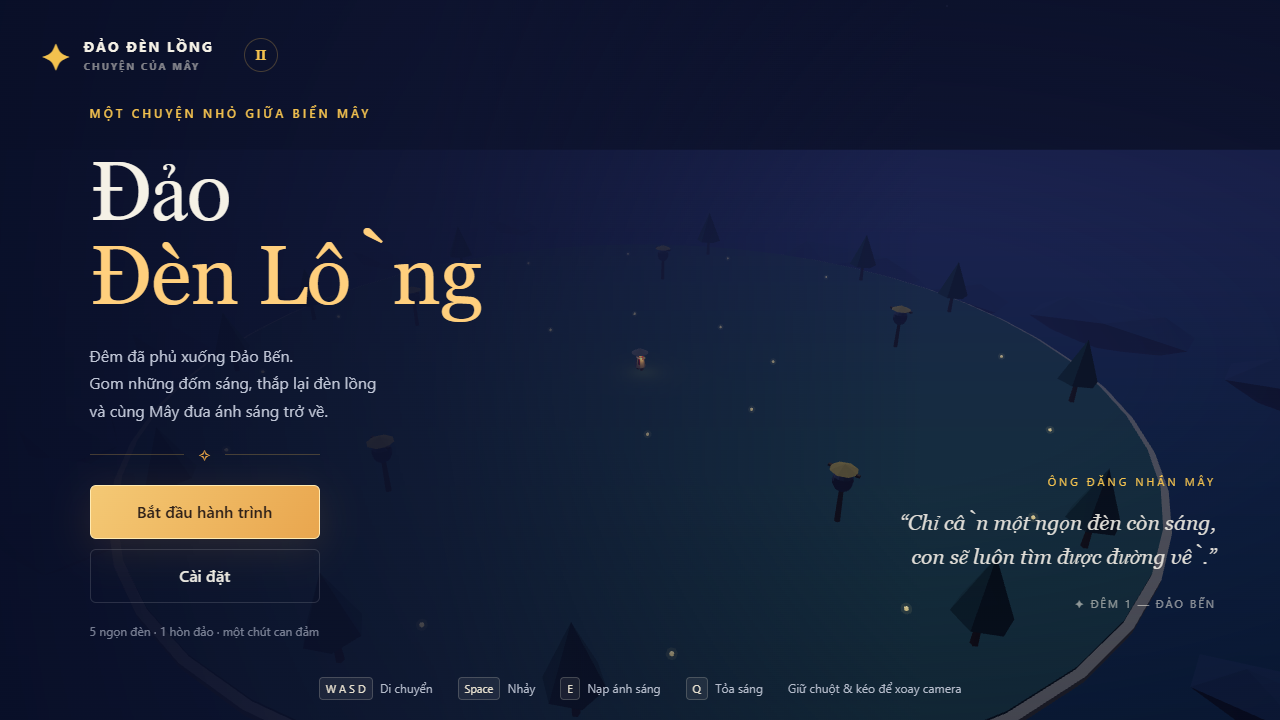 ĐẢO ĐÈN LỒNG
CHUYỆN CỦA MÂY
II
MỘT CHUYỆN NHỎ GIỮA BIỂN MÂY
Đảo
Đèn Lồng
Đêm đã phủ xuống Đảo Bến.
Gom những đốm sáng, thắp lại đèn lồng
và cùng Mây đưa ánh sáng trở về.
Bắt đầu hành trình
Cài đặt
5 ngọn đèn · 1 hòn đảo · một chút can đảm
ÔNG ĐĂNG NHẮN MÂY
“Chỉ cần một ngọn đèn còn sáng,
con sẽ luôn tìm được đường về.”
✦ ĐÊM 1 — ĐẢO BẾN
WASD Di chuyển Space Nhảy E Nạp ánh sáng Q Tỏa sáng Giữ chuột & kéo để xoay camera